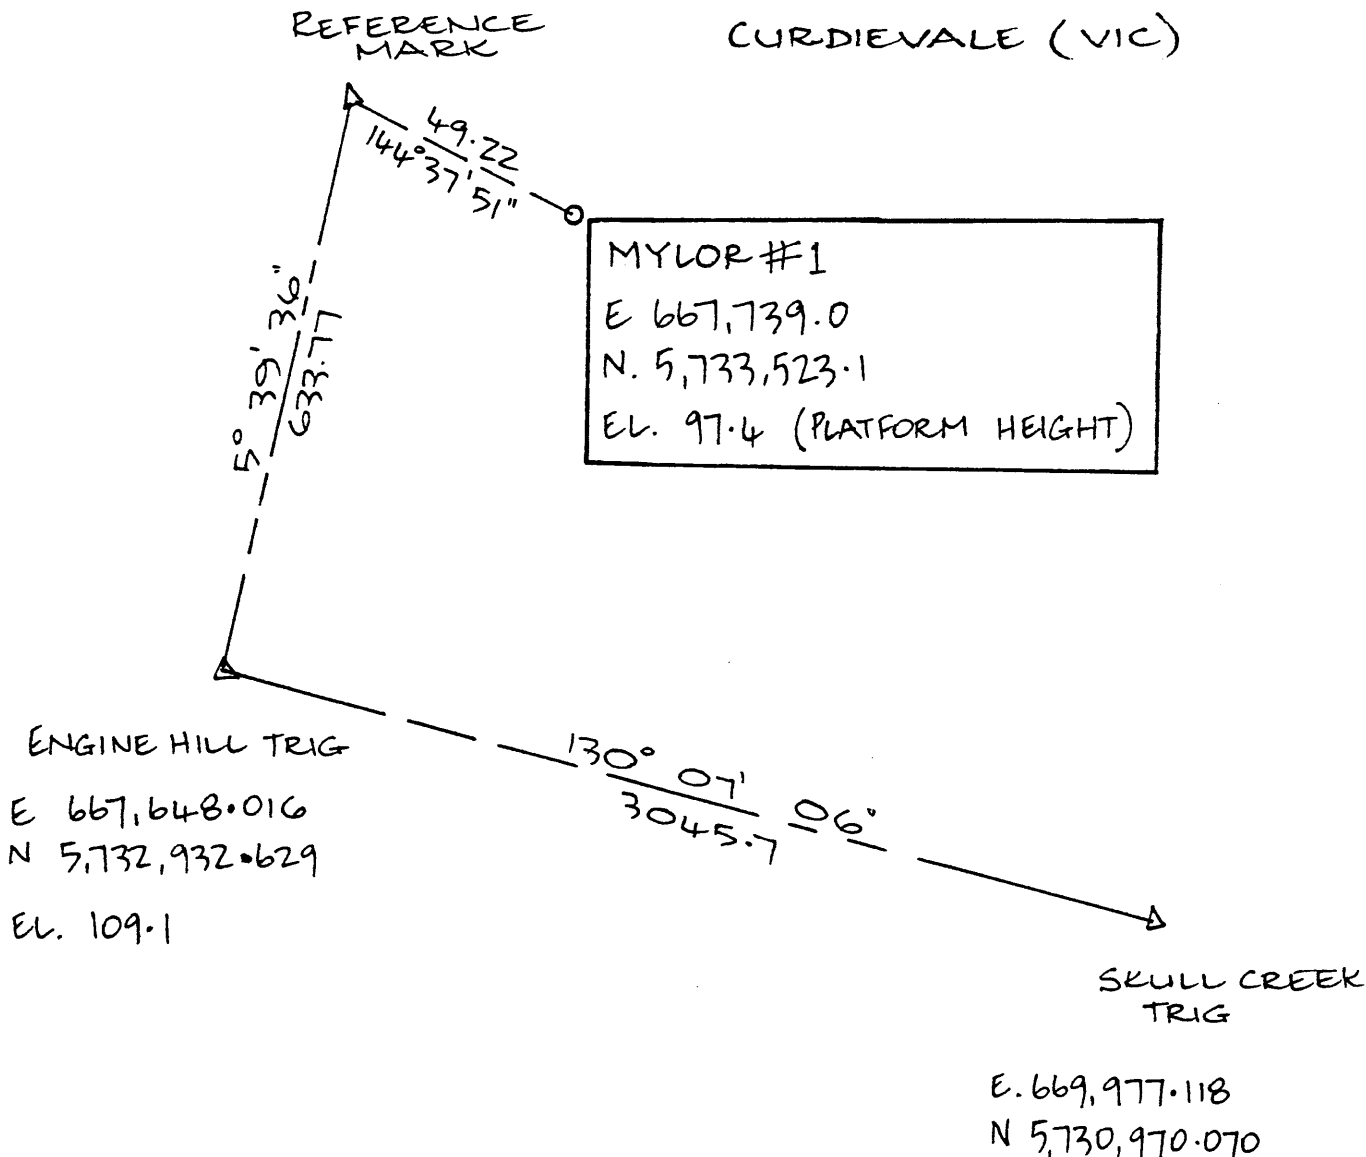 REFERENCE
MARK
CURDIEVALE (VIC)
49.22
144°37'51"
MYLOR #1
E 667,739.0
N. 5,733,523.1
EL. 97.4 (PLATFORM HEIGHT)
5° 39' 36"
633.77
ENGINE HILL TRIG
E 667,648.016
N 5,732,932.629
EL. 109.1
130° 07' 06"
3045.7
SKULL CREEK
TRIG
E. 669,977.118
N 5,730,970.070